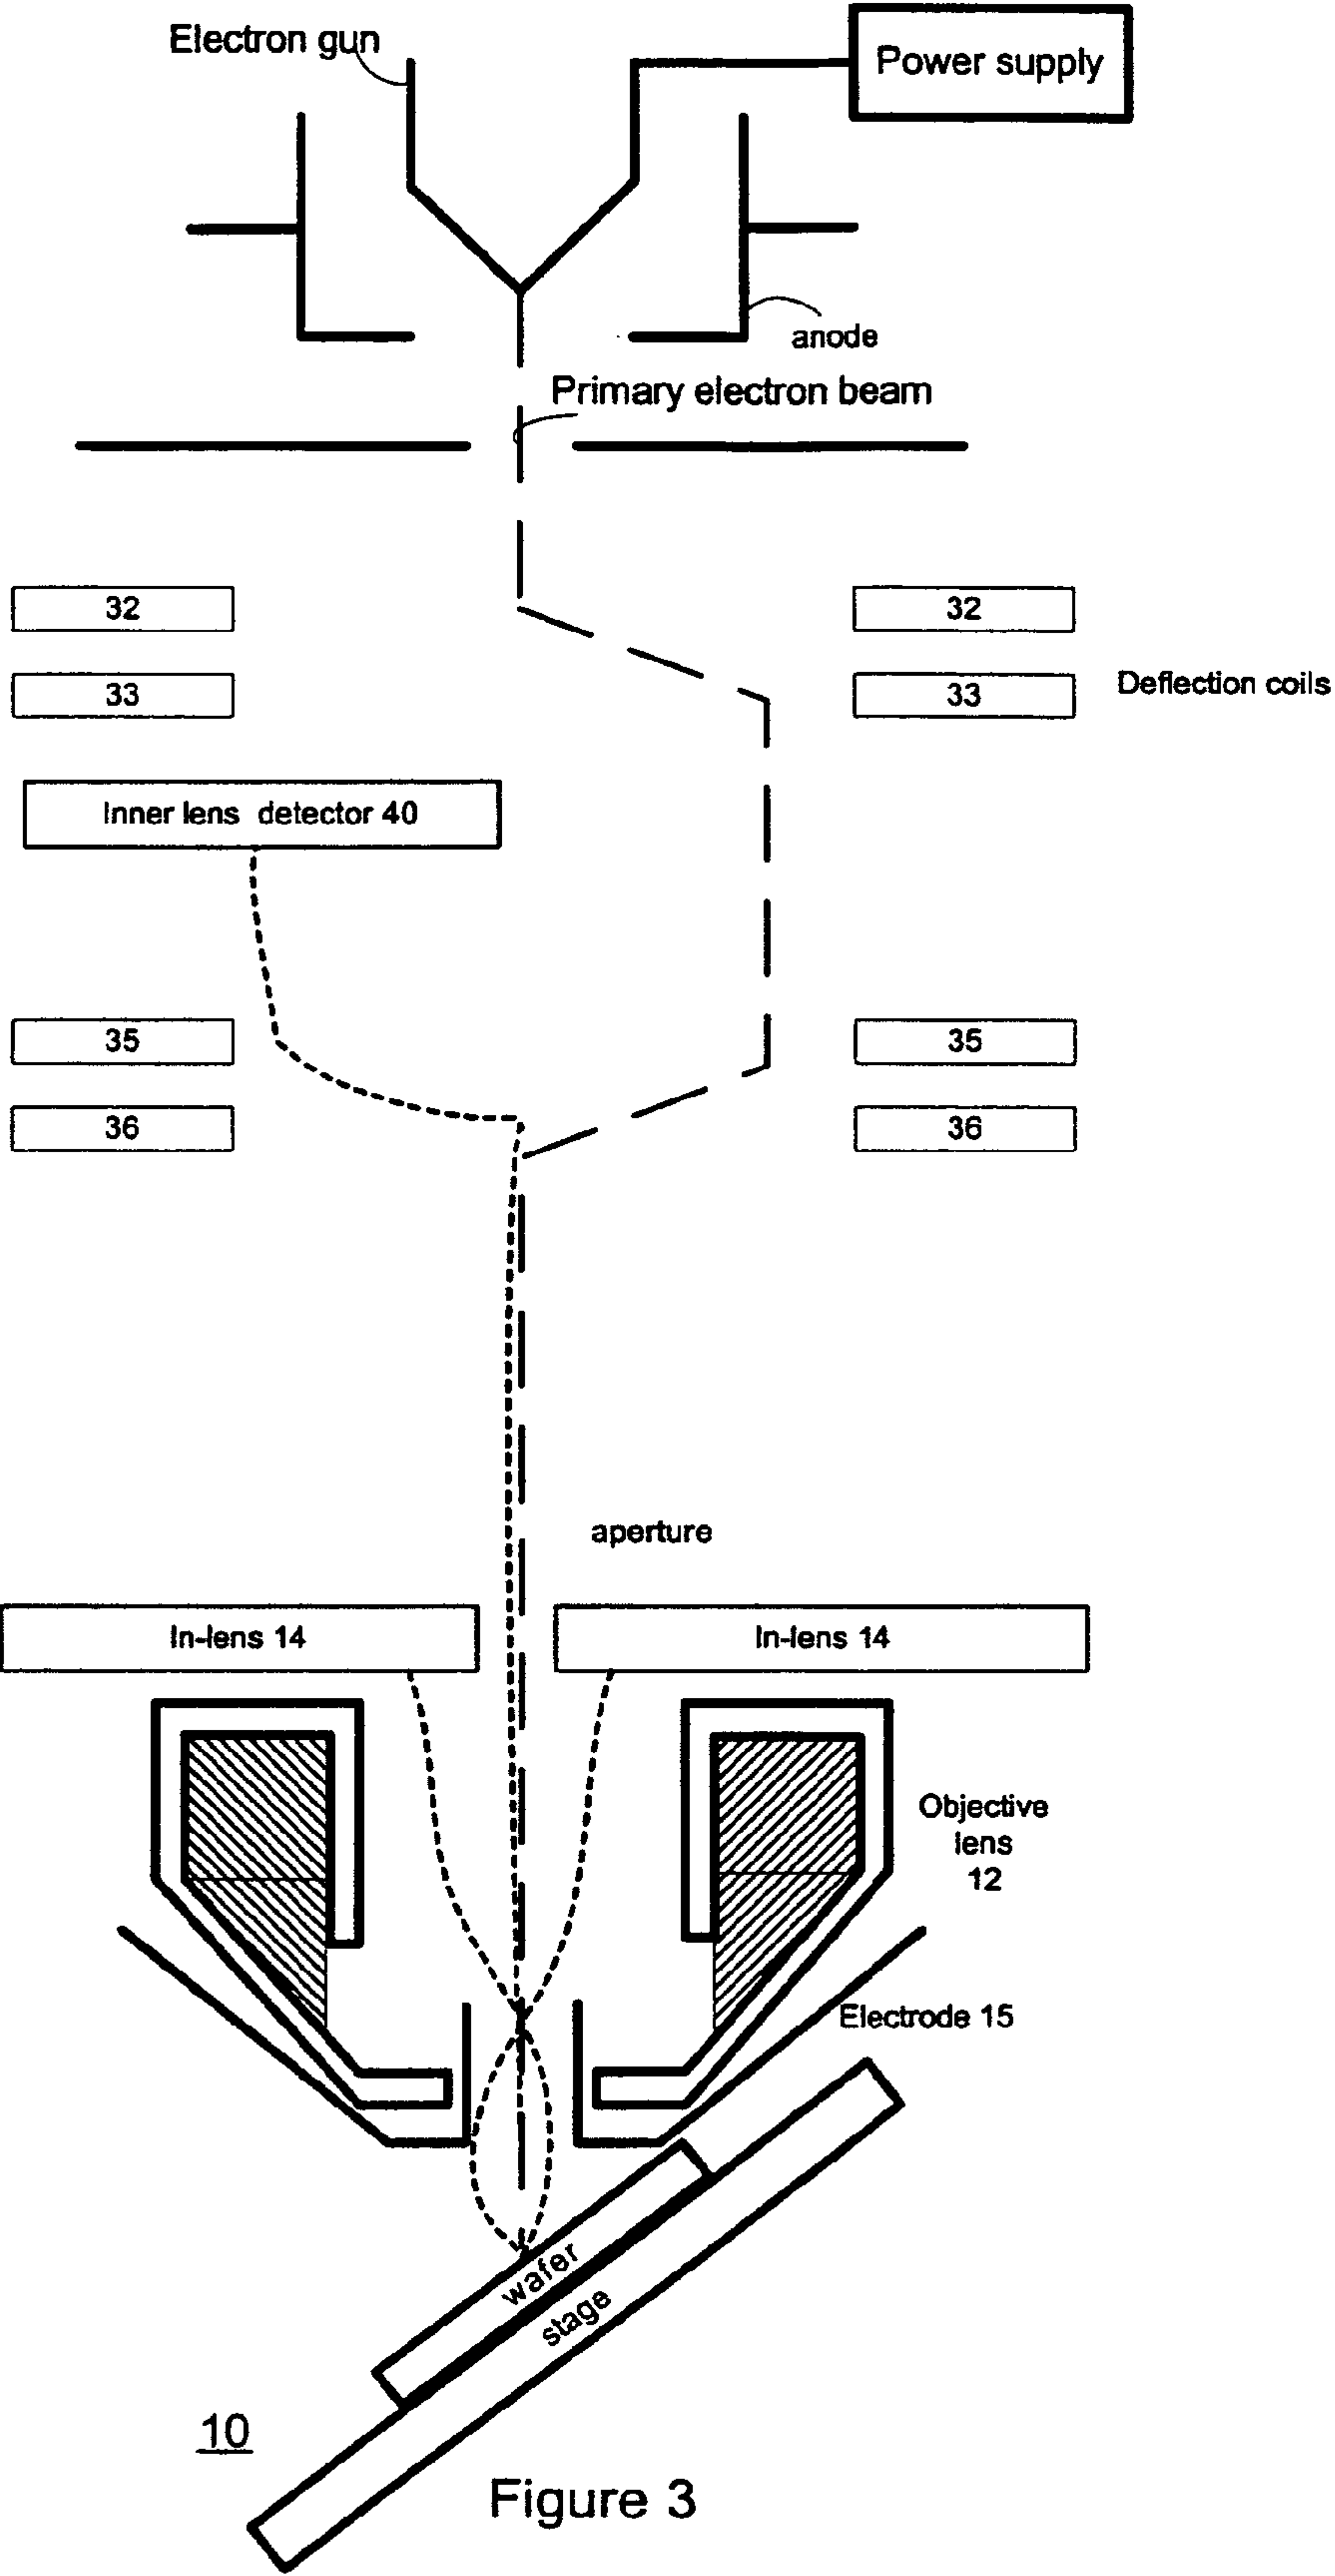 Electron gun
Power supply
anode
Primary electron beam
32
32
33
33
Deflection coils
Inner lens detector 40
35
35
36
36
aperture
In-lens 14
In-lens 14
Objective
lens
12
Electrode 15
wafer
stage
10
Figure 3